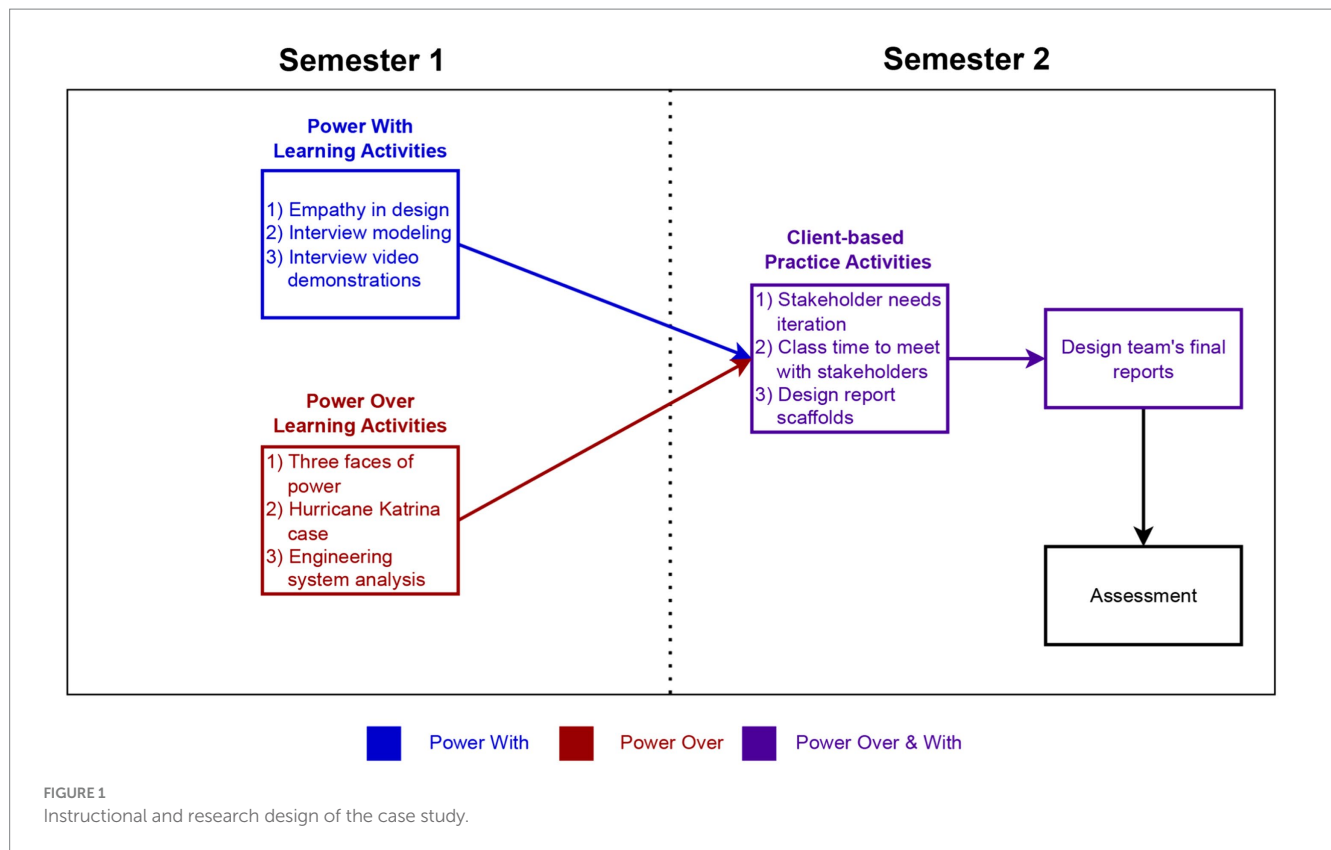 Semester 1
Semester 2
Power With
Learning Activities
1) Empathy in design
2) Interview modeling
3) Interview video
demonstrations
Power Over
Learning Activities
1) Three faces of
power
2) Hurricane Katrina
case
3) Engineering
system analysis
Client-based
Practice Activities
1) Stakeholder needs
iteration
2) Class time to meet
with stakeholders
3) Design report
scaffolds
Design team's final
reports
Assessment
Power With
Power Over
Power Over & With
FIGURE 1
Instructional and research design of the case study.